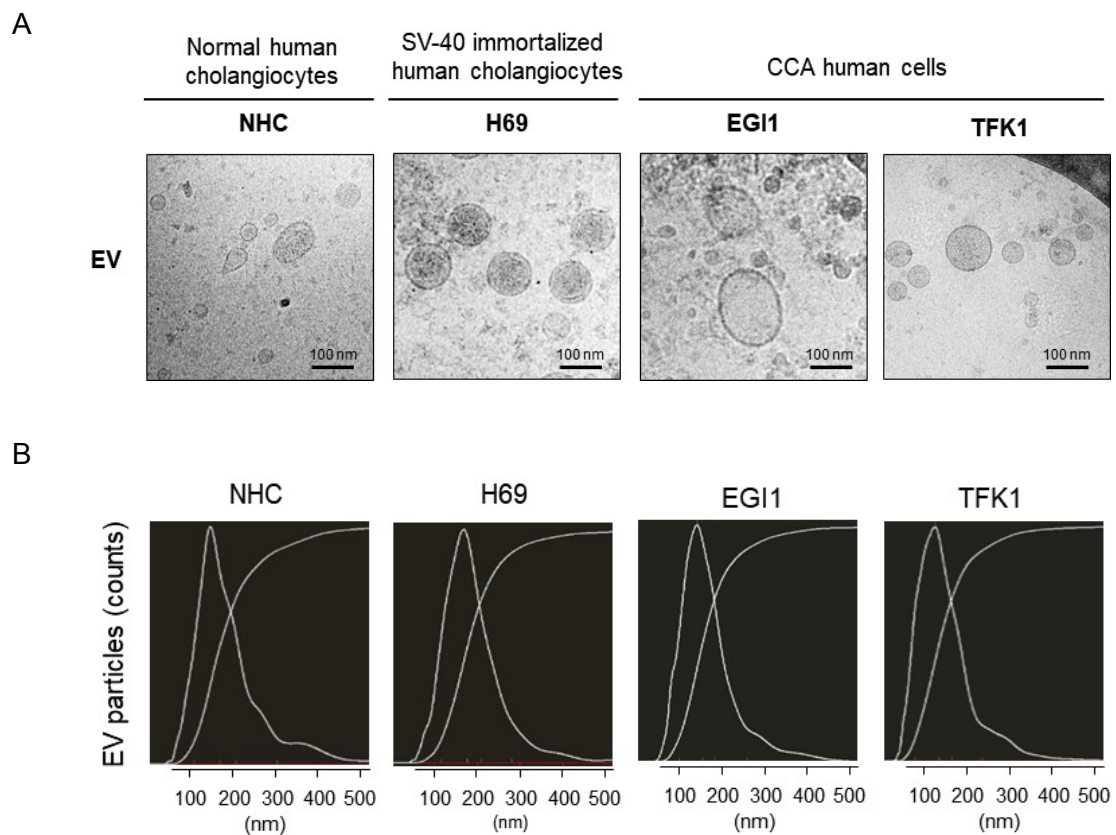 A
Normal human
cholangiocytes
SV-40 immortalized
human cholangiocytes
CCA human cells
NHC
H69
EGI1
TFK1
EV
100 nm
100 nm
100 nm
100 nm
B
NHC
H69
EGI1
TFK1
EV particles (counts)
100 200 300 400 500
(nm)
100 200 300 400 500
(nm)
100 200 300 400 500
(nm)
100 200 300 400 500
(nm)